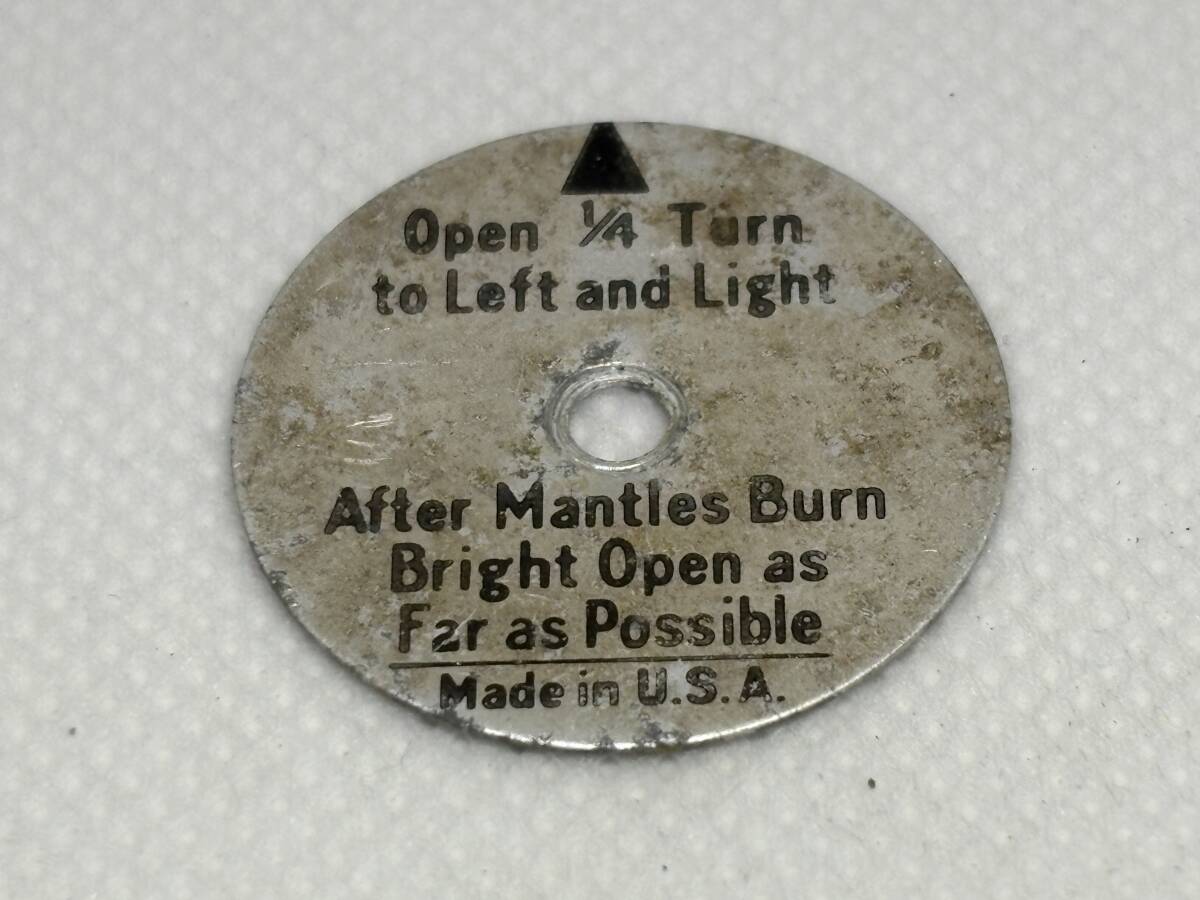 Open ¼ Turn
to Left and Light
After Mantles Burn
Bright Open as
Far as Possible
Made in U.S.A.